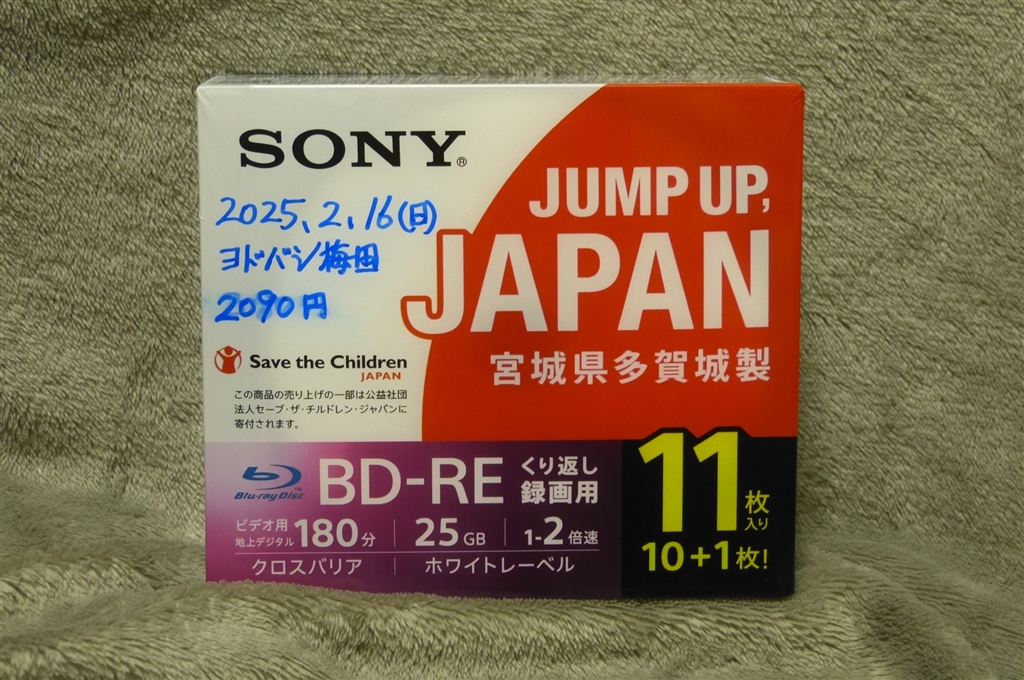 SONY®
JUMP UP,
JAPAN
宮城県多賀城製
2025.2.16(日)
ヨドバシ梅田
2090円
Save the Children
JAPAN
この商品の売り上げの一部は公益社団
法人セーブ・ザ・チルドレン・ジャパンに
寄付されます。
Blu-ray Disc™
BD-RE
くり返し
録画用
ビデオ用
地上デジタル
180分
25GB
1-2倍速
クロスバリア
ホワイトレーベル
11枚入り
10+1枚!